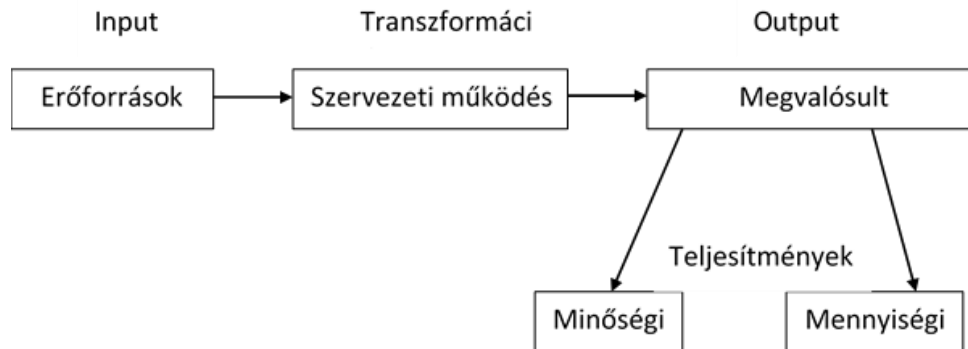 Input Transzformáci Output
Erőforrások Szervezeti működés Megvalósult
Teljesítmények
Minőségi Mennyiségi